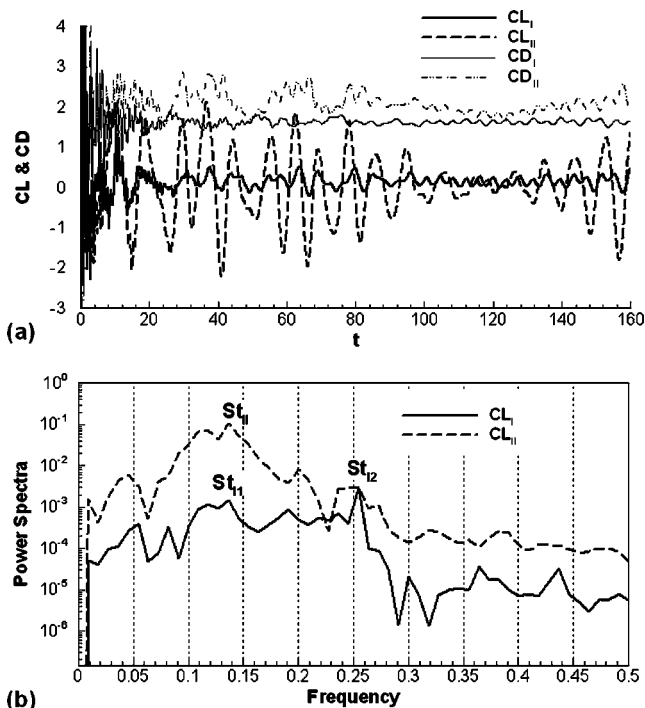 4
3
2
1
0
-1
-2
-3
CL & CD
CL_I
CL_II
CD_I
CD_II
0 20 40 60 80 100 120 140 160
t
(a)
10^0
10^-1
10^-2
10^-3
10^-4
10^-5
10^-6
Power Spectra
St_II
St_I1
St_I2
CL_I
CL_II
0 0.05 0.1 0.15 0.2 0.25 0.3 0.35 0.4 0.45 0.5
Frequency
(b)